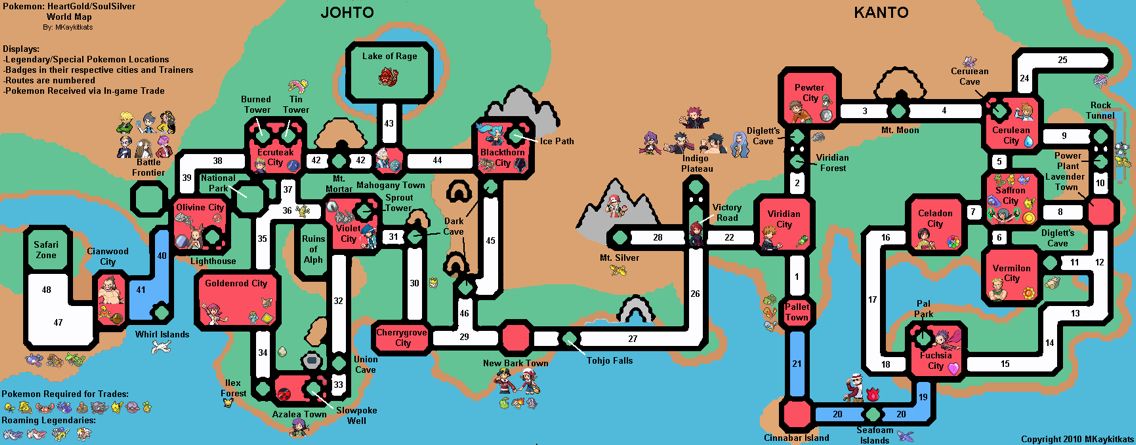 Pokemon: HeartGold/SoulSilver
World Map
By: MKaykitkats
JOHTO
KANTO
Displays:
-Legendary/Special Pokemon Locations
-Badges in their respective cities and Trainers
-Routes are numbered
-Pokemon Received via In-game Trade
Lake of Rage
43
Burned
Tower
Tin
Tower
Ecruteak
City
38
39
42
42
44
Mt.
Mortar
Mahogany Town
Blackthorn
City
Ice Path
Battle
Frontier
National
Park
37
36
35
Sprout
Tower
Violet
City
31
Dark
Cave
45
Olivine City
Lighthouse
Ruins
of
Alph
32
30
46
Safari
Zone
48
47
Cianwood
City
41
40
Whirl Islands
Goldenrod City
34
Ilex
Forest
Azalea Town
Slowpoke
Well
33
Union
Cave
Cherrygrove
City
29
New Bark Town
27
Tohjo Falls
26
Indigo
Plateau
Victory
Road
28
22
Mt. Silver
Pewter
City
3
Mt. Moon
4
Cerulean
Cave
24
25
Cerulean
City
9
Rock
Tunnel
Diglett's
Cave
Viridian
Forest
2
Viridian
City
1
Pallet
Town
21
Cinnabar Island
20
20
Seafoam
Islands
19
5
Power
Plant
Lavender
Town
10
Saffron
City
7
8
Celadon
City
6
Diglett's
Cave
Vermilon
City
11
12
16
17
18
Pal
Park
Fuchsia
City
15
14
13
Pokemon Required for Trades:
Roaming Legendaries:
Copyright 2010 MKaykitkats